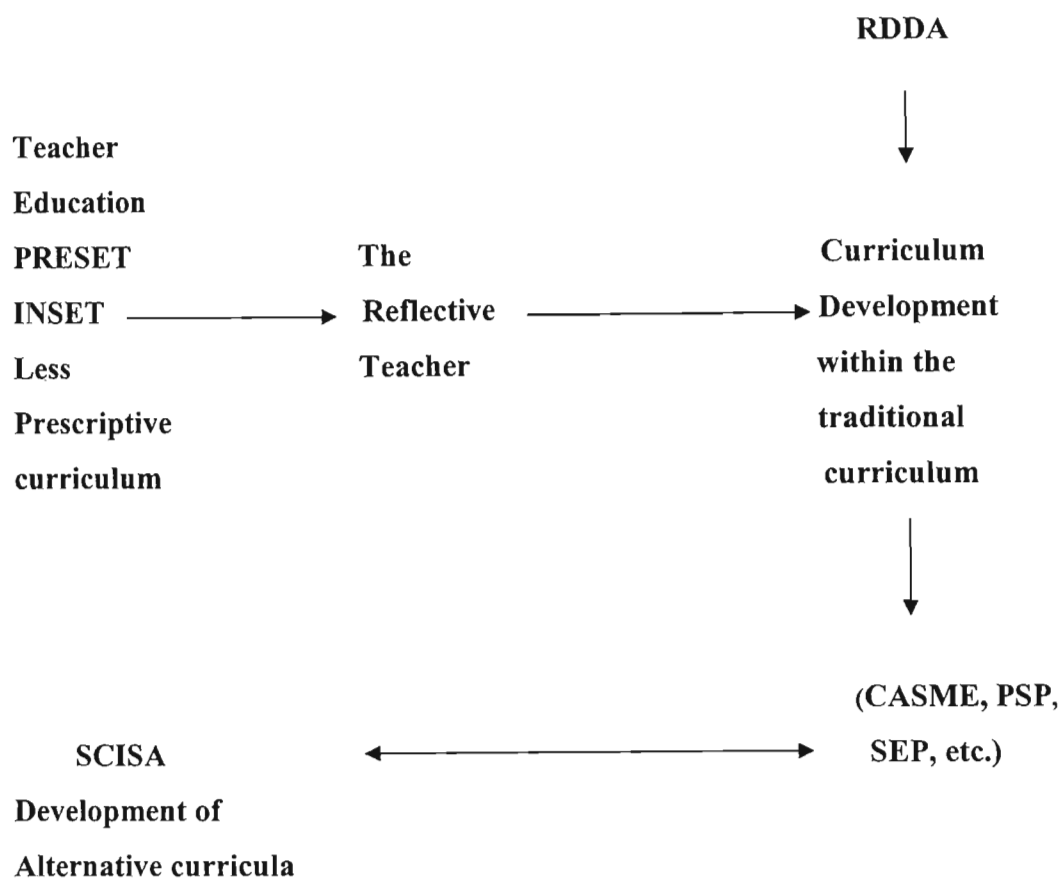 RDDA
Teacher
Education
PRESET
INSET
Less
Prescriptive
curriculum
The
Reflective
Teacher
Curriculum
Development
within the
traditional
curriculum
(CASME, PSP,
SEP, etc.)
SCISA
Development of
Alternative curricula